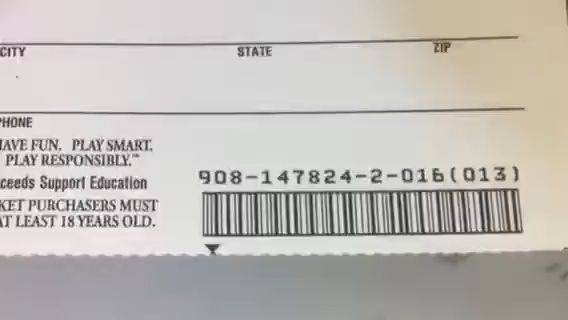 CITY STATE ZIP
PHONE
HAVE FUN. PLAY SMART.
PLAY RESPONSIBLY.™
ceeds Support Education
KET PURCHASERS MUST
AT LEAST 18 YEARS OLD.
908-147824-2-016(013)